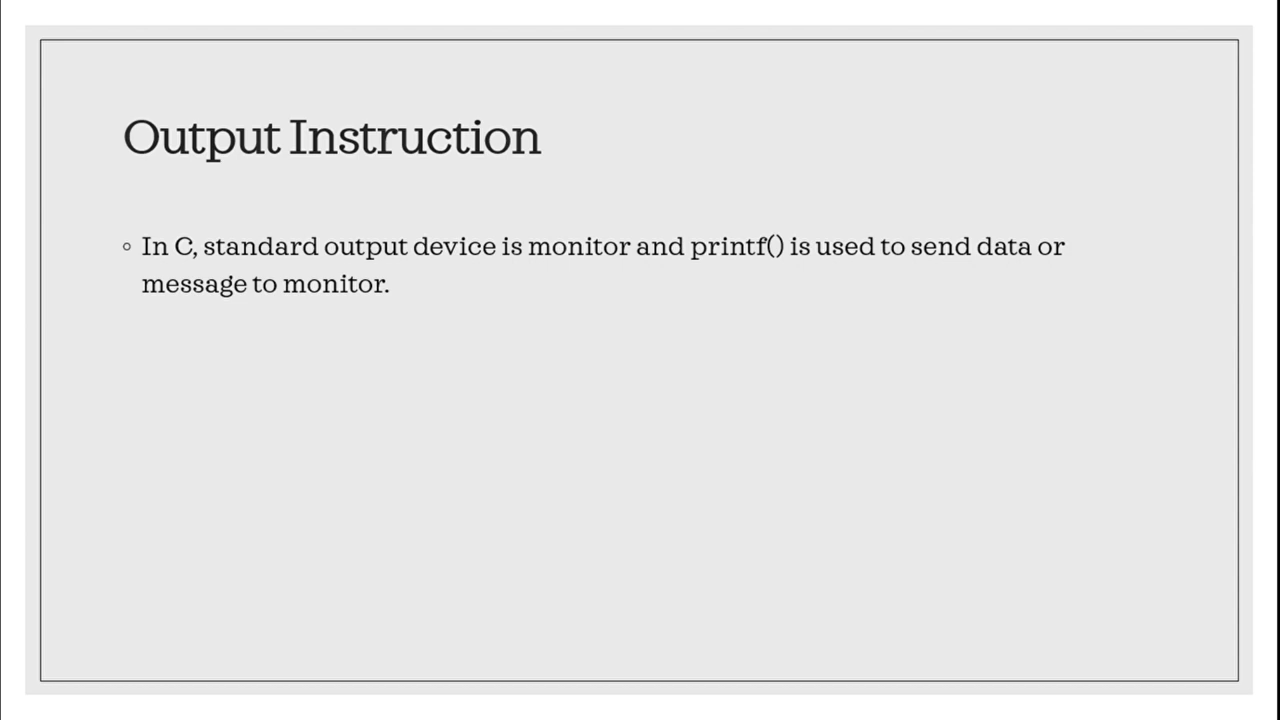 Output Instruction
◦ In C, standard output device is monitor and printf() is used to send data or
message to monitor.